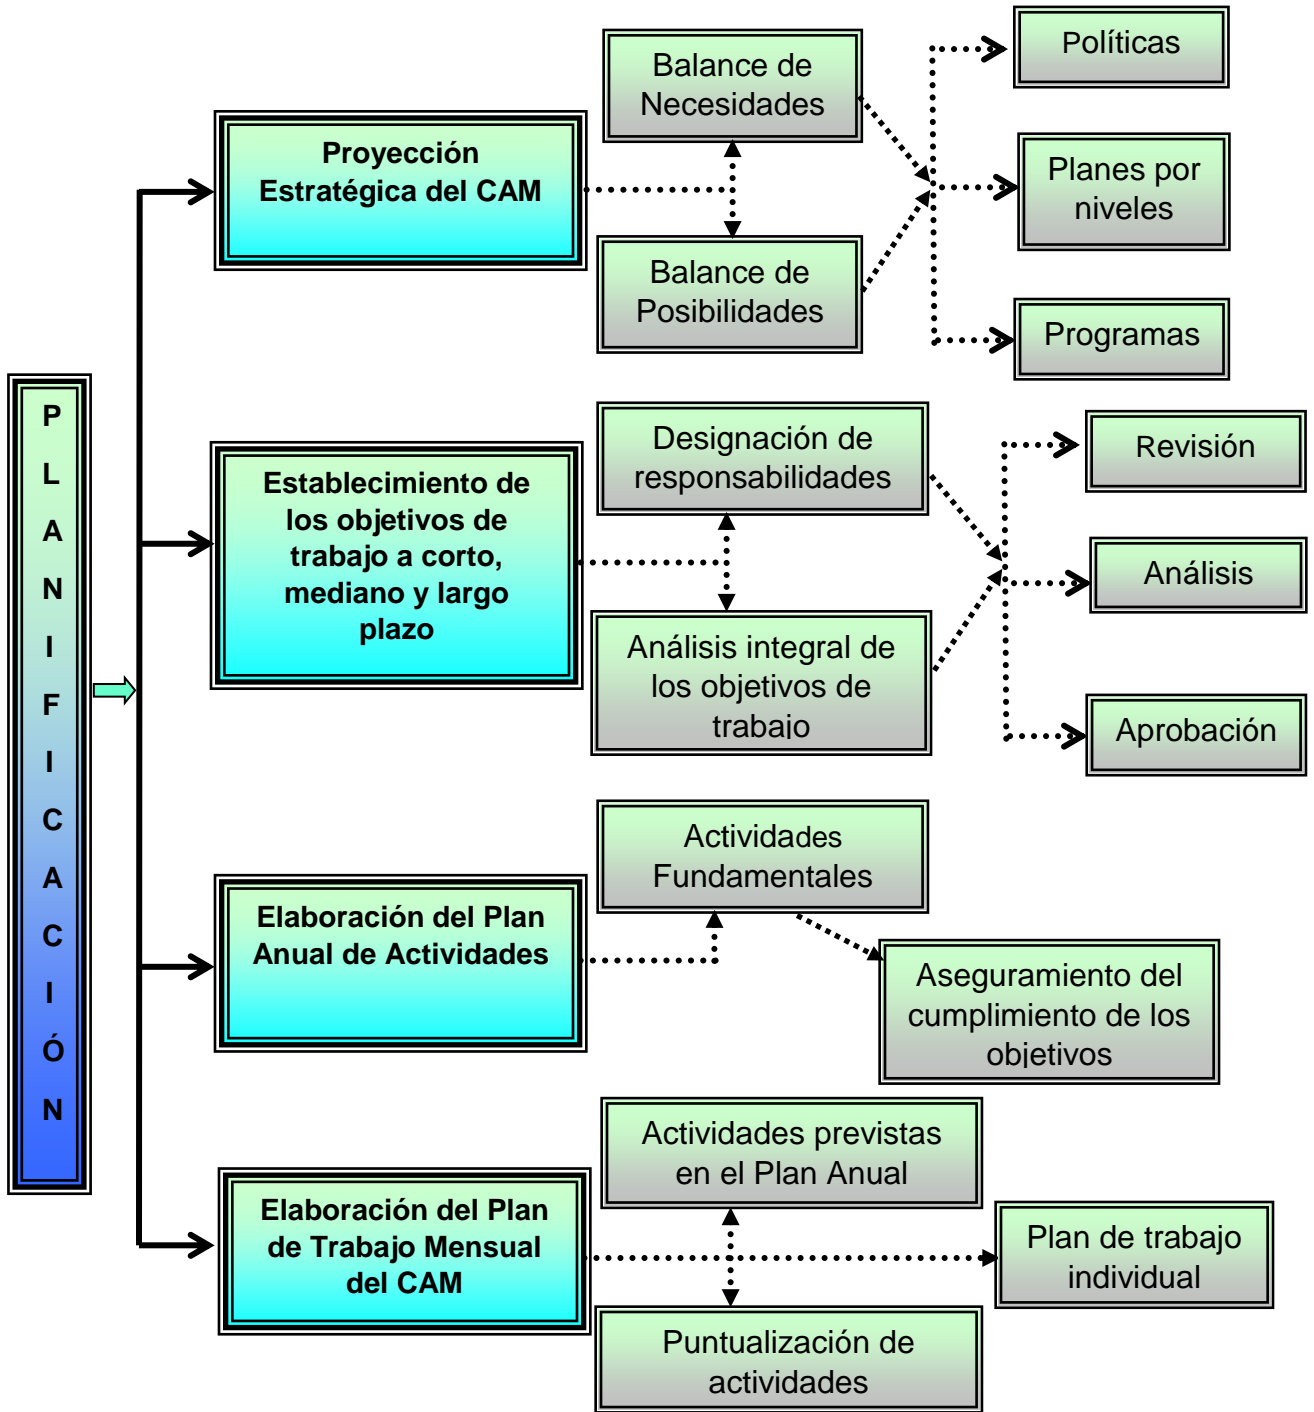 P
L
A
N
I
F
I
C
A
C
I
Ó
N
Proyección
Estratégica del CAM
Balance de
Necesidades
Balance de
Posibilidades
Políticas
Planes por
niveles
Programas
Establecimiento de
los objetivos de
trabajo a corto,
mediano y largo
plazo
Designación de
responsabilidades
Análisis integral de
los objetivos de
trabajo
Revisión
Análisis
Aprobación
Elaboración del Plan
Anual de Actividades
Actividades
Fundamentales
Aseguramiento del
cumplimiento de los
objetivos
Elaboración del Plan
de Trabajo Mensual
del CAM
Actividades previstas
en el Plan Anual
Puntualización de
actividades
Plan de trabajo
individual